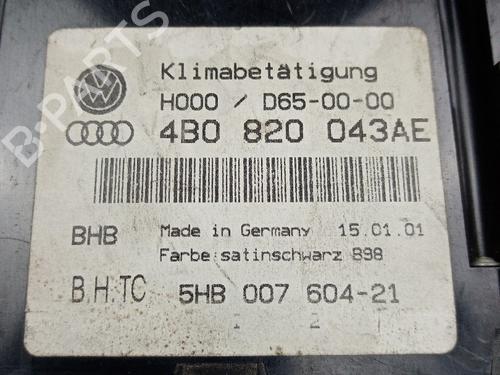 Klimabetätigung
H000 / D65-00-00
4B0 820 043AE
BHB Made in Germany 15.01.01
Farbe:satinschwarz 898
B.H.TC 5HB 007 604-21
1 2
B-PARTS